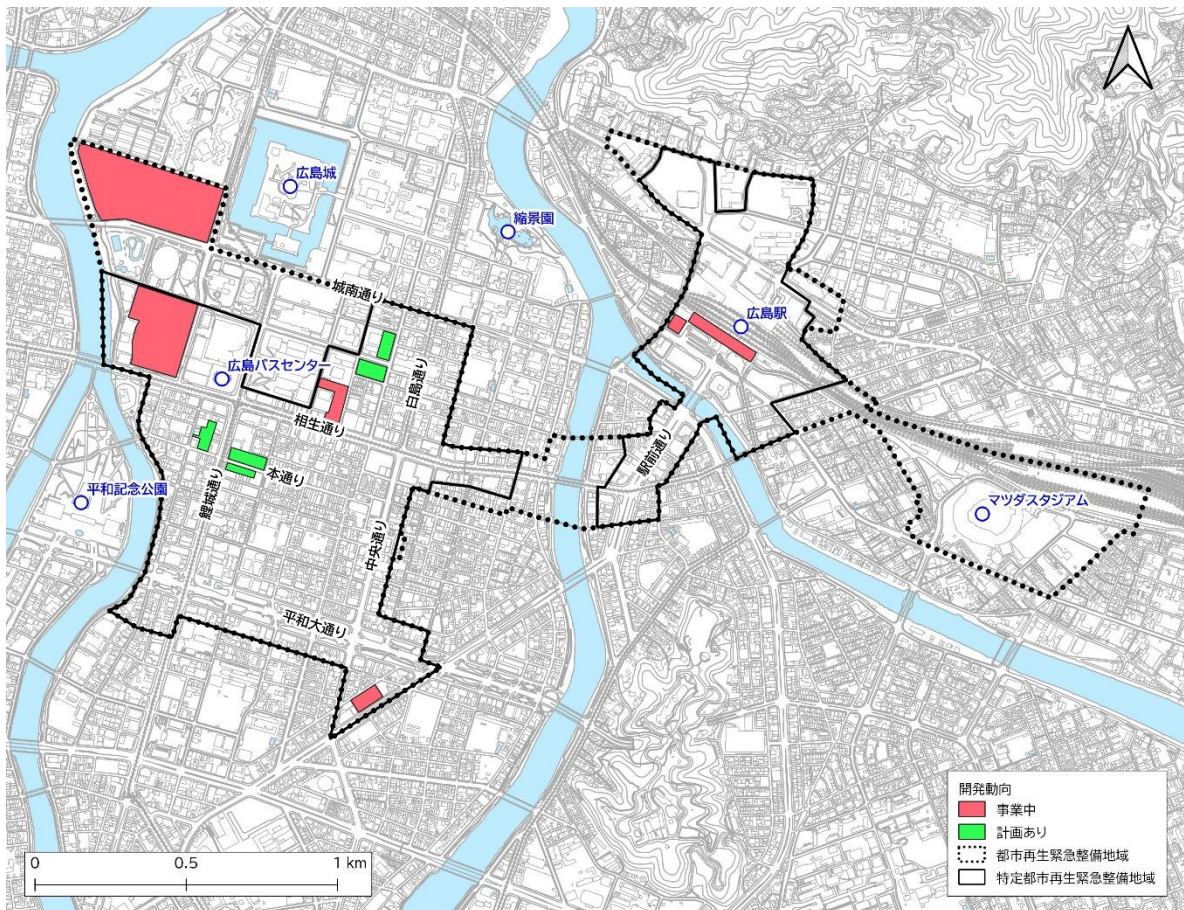 広島城
縮景園
城南通り
広島駅
広島バスセンター
白島通り
相生通り
駅前通り
本通り
鯉城通り
平和記念公園
マツダスタジアム
中央通り
平和大通り
開発動向
事業中
計画あり
都市再生緊急整備地域
特定都市再生緊急整備地域
0 0.5 1 km